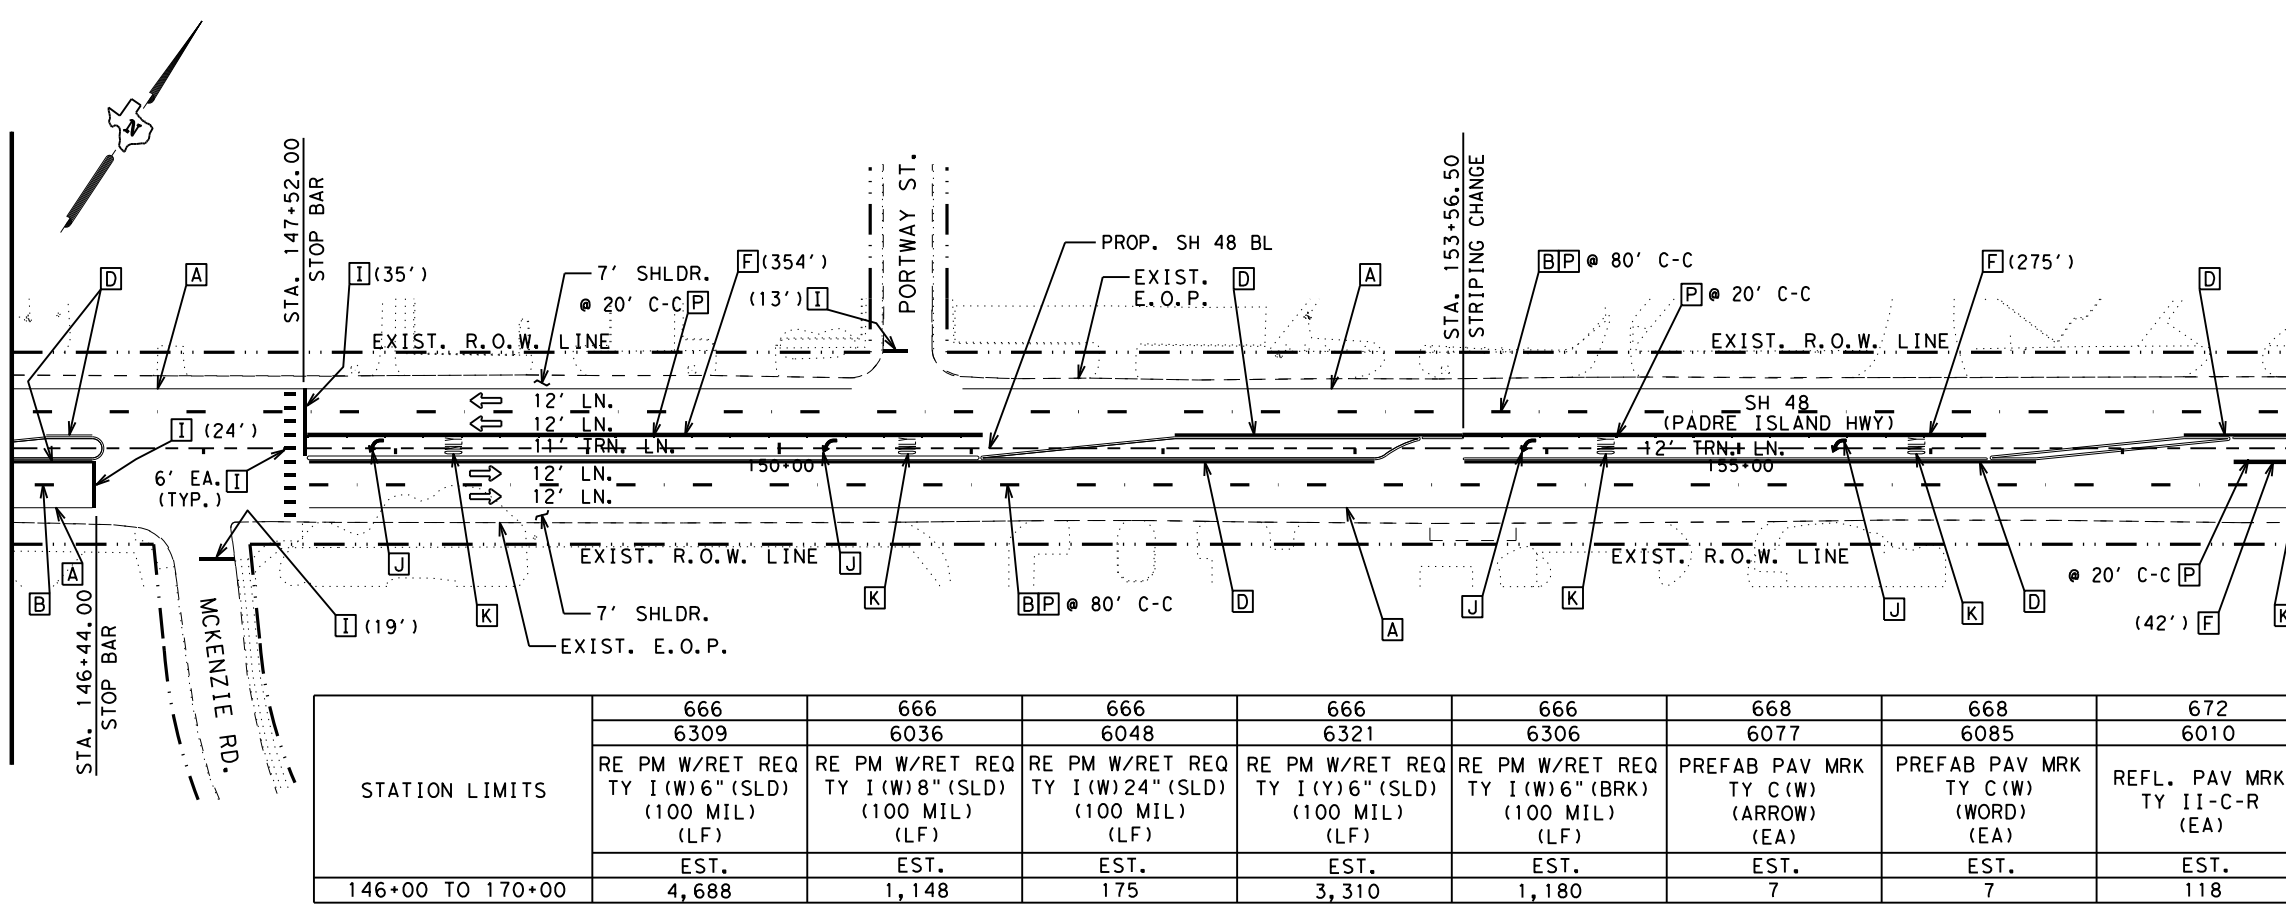 N
STA. 147+52.00
STOP BAR
D
A
I (35')
7' SHLDR.
@ 20' C-C P
F (354')
(13') I
PORTWAY ST.
PROP. SH 48 BL
EXIST.
E.O.P.
D
A
STA. 153+56.50
STRIPING CHANGE
B P @ 80' C-C
P @ 20' C-C
F (275')
D
EXIST. R.O.W. LINE
EXIST. R.O.W. LINE
I (24')
6' EA. I
(TYP.)
12' LN.
12' LN.
11' TRN. LN.
12' LN.
12' LN.
150+00
SH 48
(PADRE ISLAND HWY)
12' TRN. LN.
155+00
EXIST. R.O.W. LINE
EXIST. R.O.W. LINE
A
B
STA. 146+44.00
STOP BAR
MCKENZIE RD.
I (19')
J
K
7' SHLDR.
EXIST. E.O.P.
J
K
B P @ 80' C-C
D
A
J
K
J
K
D
@ 20' C-C P
(42') F
K
STATION LIMITS
666 666 666 666 666 668 668 672
6309 6036 6048 6321 6306 6077 6085 6010
RE PM W/RET REQ
TY I(W)6"(SLD)
(100 MIL)
(LF)
RE PM W/RET REQ
TY I(W)8"(SLD)
(100 MIL)
(LF)
RE PM W/RET REQ
TY I(W)24"(SLD)
(100 MIL)
(LF)
RE PM W/RET REQ
TY I(Y)6"(SLD)
(100 MIL)
(LF)
RE PM W/RET REQ
TY I(W)6"(BRK)
(100 MIL)
(LF)
PREFAB PAV MRK
TY C(W)
(ARROW)
(EA)
PREFAB PAV MRK
TY C(W)
(WORD)
(EA)
REFL. PAV MRK
TY II-C-R
(EA)
EST. EST. EST. EST. EST. EST. EST. EST.
146+00 TO 170+00 4,688 1,148 175 3,310 1,180 7 7 118